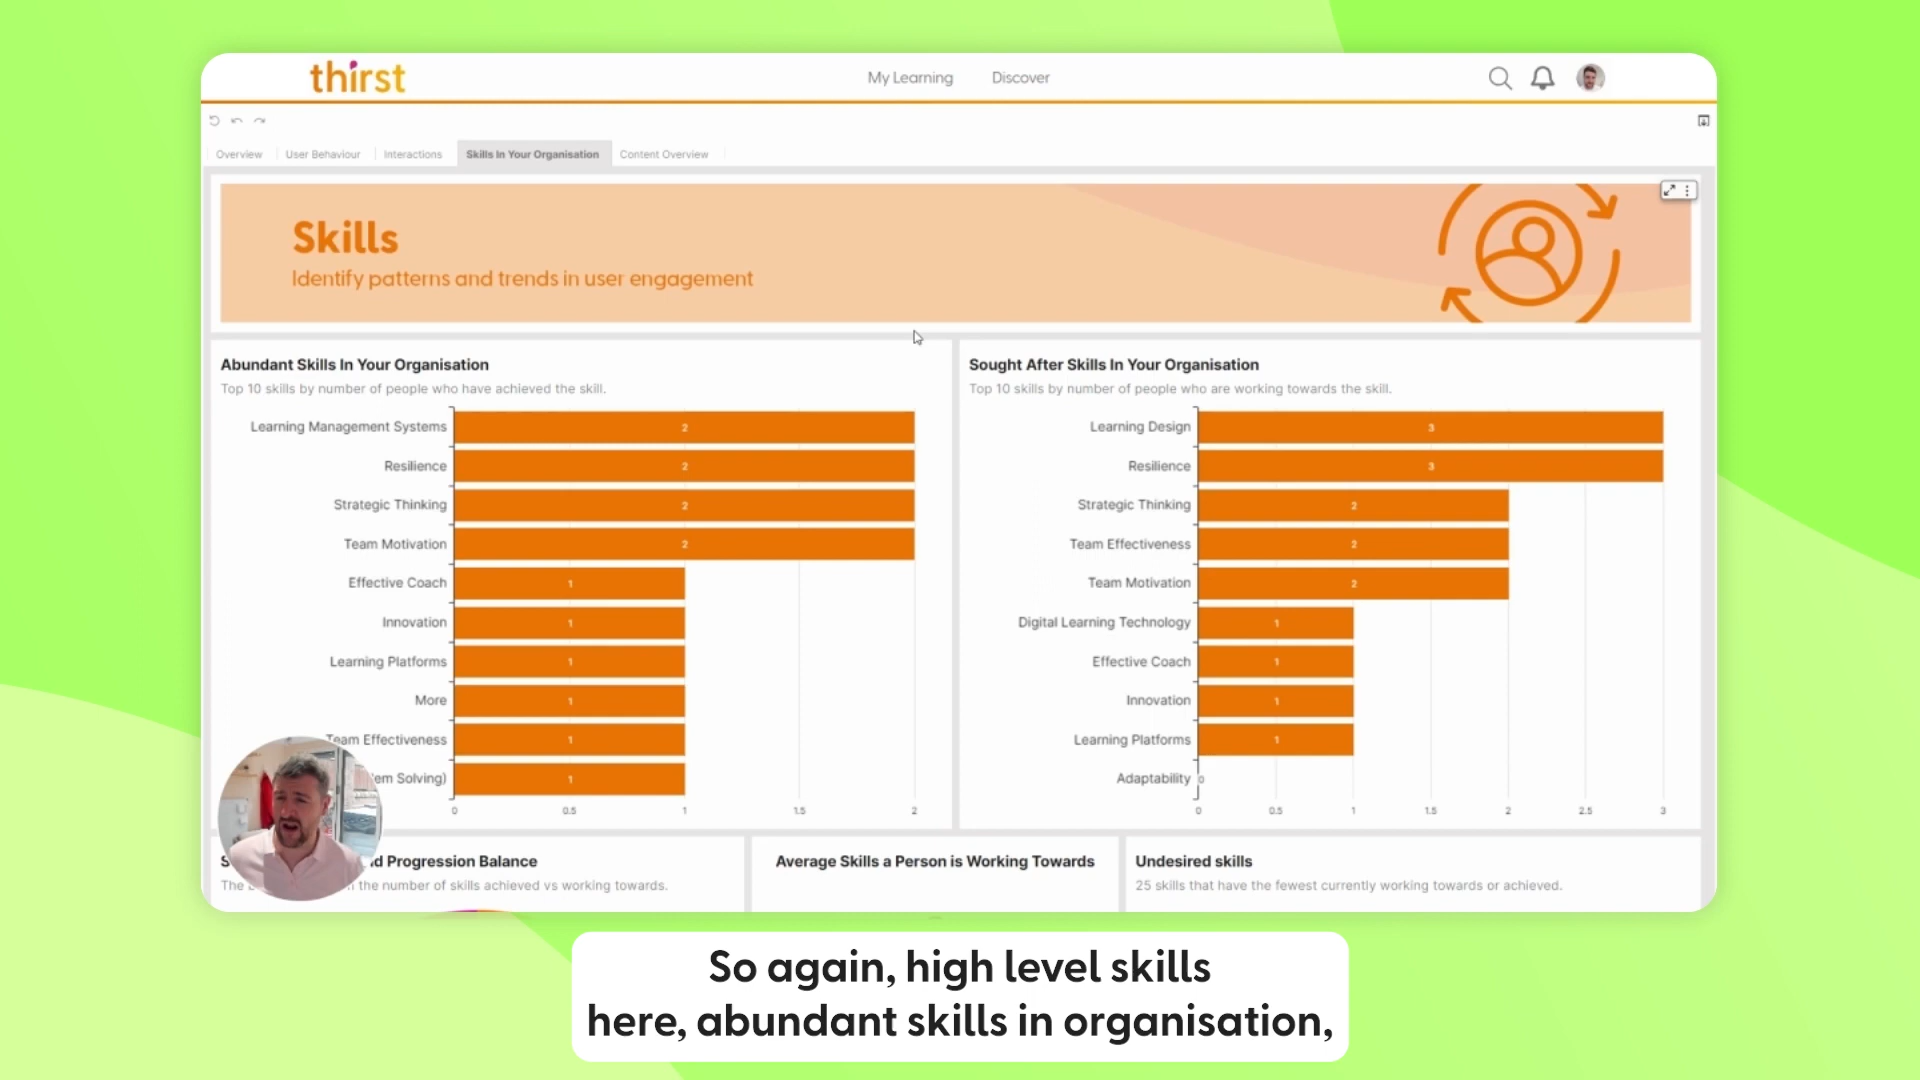 thirst
My Learning
Discover
Overview
User Behaviour
Interactions
Skills In Your Organisation
Content Overview
Skills
Identify patterns and trends in user engagement
Abundant Skills In Your Organisation
Top 10 skills by number of people who have achieved the skill.
Learning Management Systems 2
Resilience 2
Strategic Thinking 2
Team Motivation 2
Effective Coach 1
Innovation 1
Learning Platforms 1
More 1
Team Effectiveness 1
em Solving) 1
0 0.5 1 1.5 2
Sought After Skills In Your Organisation
Top 10 skills by number of people who are working towards the skill.
Learning Design 3
Resilience 3
Strategic Thinking 2
Team Effectiveness 2
Team Motivation 2
Digital Learning Technology 1
Effective Coach 1
Innovation 1
Learning Platforms 1
Adaptability 0
0 0.5 1 1.5 2 2.5 3
Progression Balance
The
the number of skills achieved vs working towards.
Average Skills a Person is Working Towards
Undesired skills
25 skills that have the fewest currently working towards or achieved.
So again, high level skills
here, abundant skills in organisation,